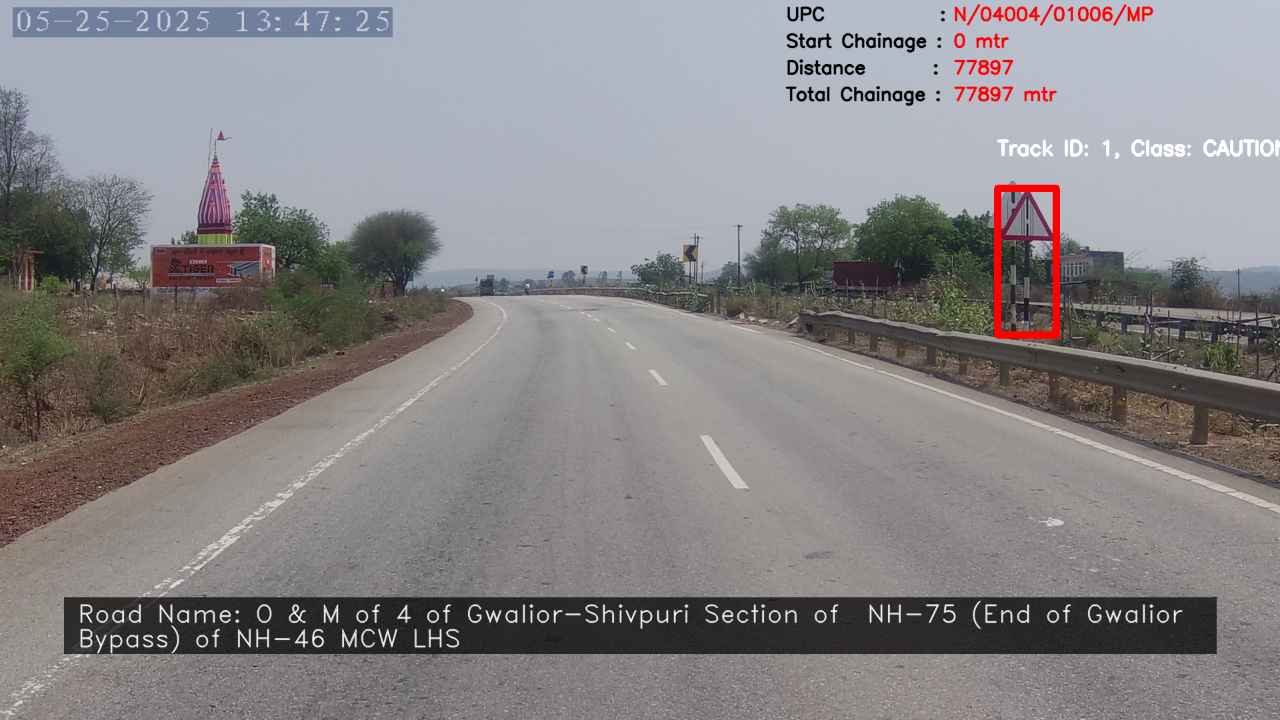 05-25-2025 13:47:25
UPC : N/04004/01006/MP
Start Chainage : 0 mtr
Distance : 77897
Total Chainage : 77897 mtr
Track ID: 1, Class: CAUTION
TIGER
Road Name: O & M of 4 of Gwalior-Shivpuri Section of NH-75 (End of Gwalior
Bypass) of NH-46 MCW LHS